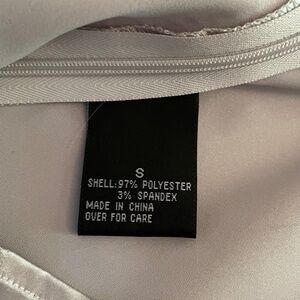 S
SHELL:97% POLYESTER
3% SPANDEX
MADE IN CHINA
OVER FOR CARE